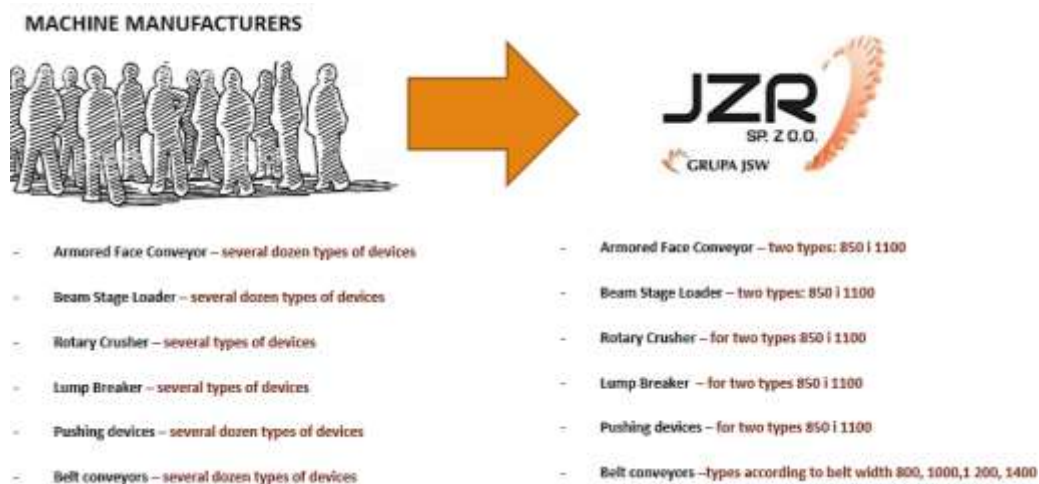 MACHINE MANUFACTURERS
JZR
SP. Z O.O.
GRUPA JSW
- Armored Face Conveyor – several dozen types of devices
- Beam Stage Loader – several dozen types of devices
- Rotary Crusher – several types of devices
- Lump Breaker – several types of devices
- Pushing devices – several dozen types of devices
- Belt conveyors – several dozen types of devices
- Armored Face Conveyor – two types: 850 i 1100
- Beam Stage Loader – two types: 850 i 1100
- Rotary Crusher – for two types 850 i 1100
- Lump Breaker – for two types 850 i 1100
- Pushing devices – for two types 850 i 1100
- Belt conveyors –types according to belt width 800, 1000,1 200, 1400